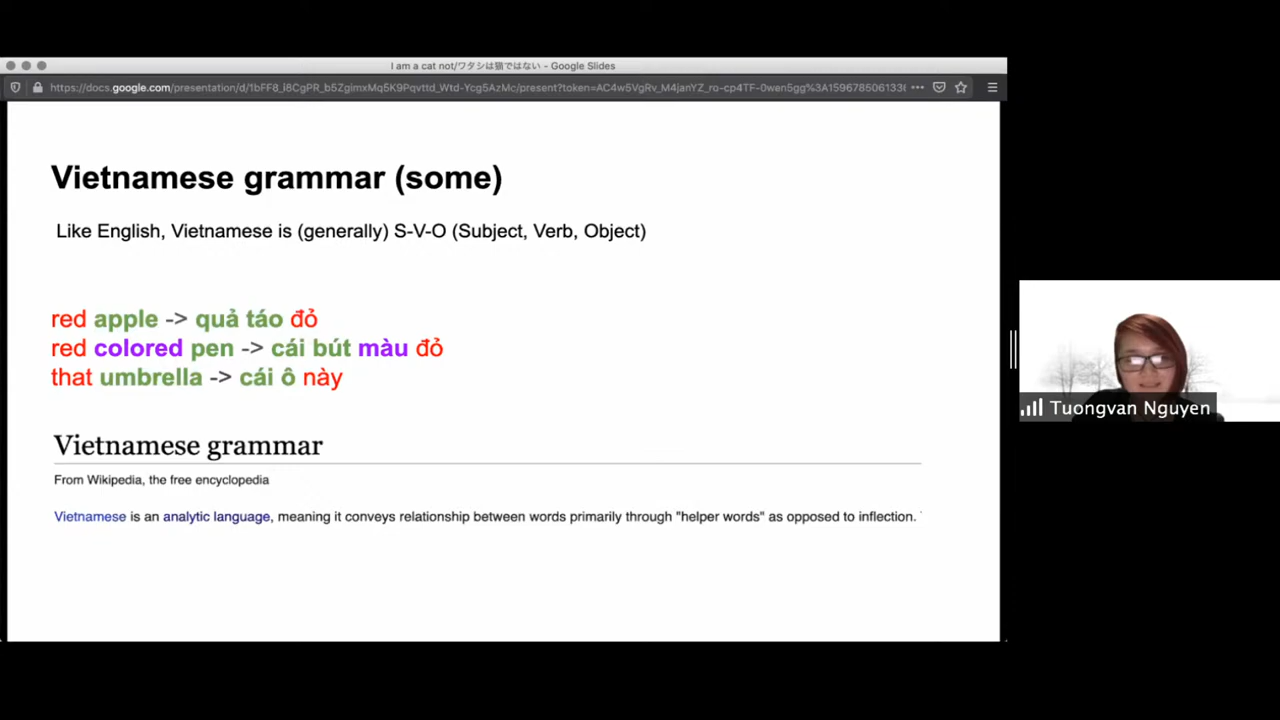 I am a cat not/ワタシは猫ではない - Google Slides
Vietnamese grammar (some)
Like English, Vietnamese is (generally) S-V-O (Subject, Verb, Object)
red apple -> quả táo đỏ
red colored pen -> cái bút màu đỏ
that umbrella -> cái ô này
Tuongvan Nguyen
Vietnamese grammar
From Wikipedia, the free encyclopedia
Vietnamese is an analytic language, meaning it conveys relationship between words primarily through "helper words" as opposed to inflection.